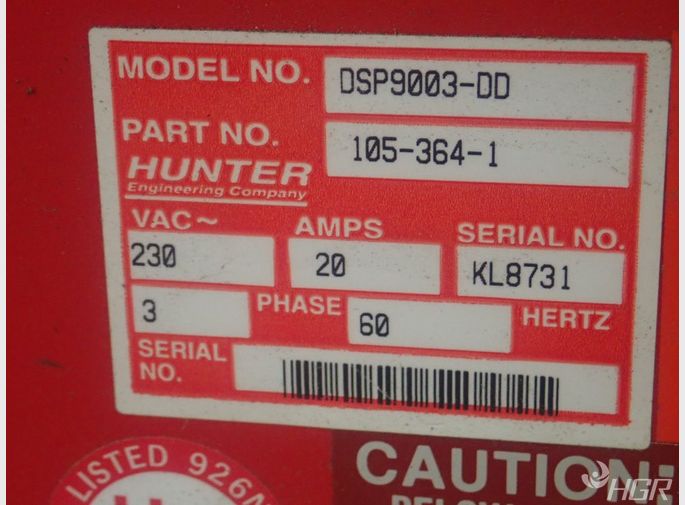 MODEL NO. DSP9003-DD
PART NO. 105-364-1
HUNTER
Engineering Company
VAC~ AMPS SERIAL NO.
230 20 KL8731
3 PHASE 60 HERTZ
SERIAL
NO.
LISTED 926N
CAUTION:
HGR